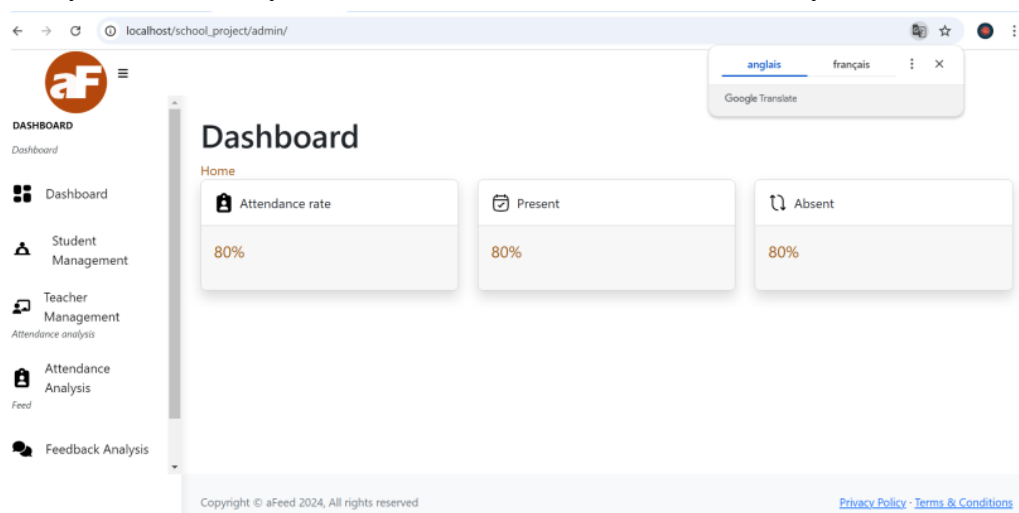 localhost/school_project/admin/
anglais français
Google Translate
aF
DASHBOARD
Dashboard
Dashboard
Student
Management
Teacher
Management
Attendance analysis
Attendance
Analysis
Feed
Feedback Analysis
Dashboard
Home
Attendance rate
80%
Present
80%
Absent
80%
Copyright © aFeed 2024, All rights reserved
Privacy Policy · Terms & Conditions